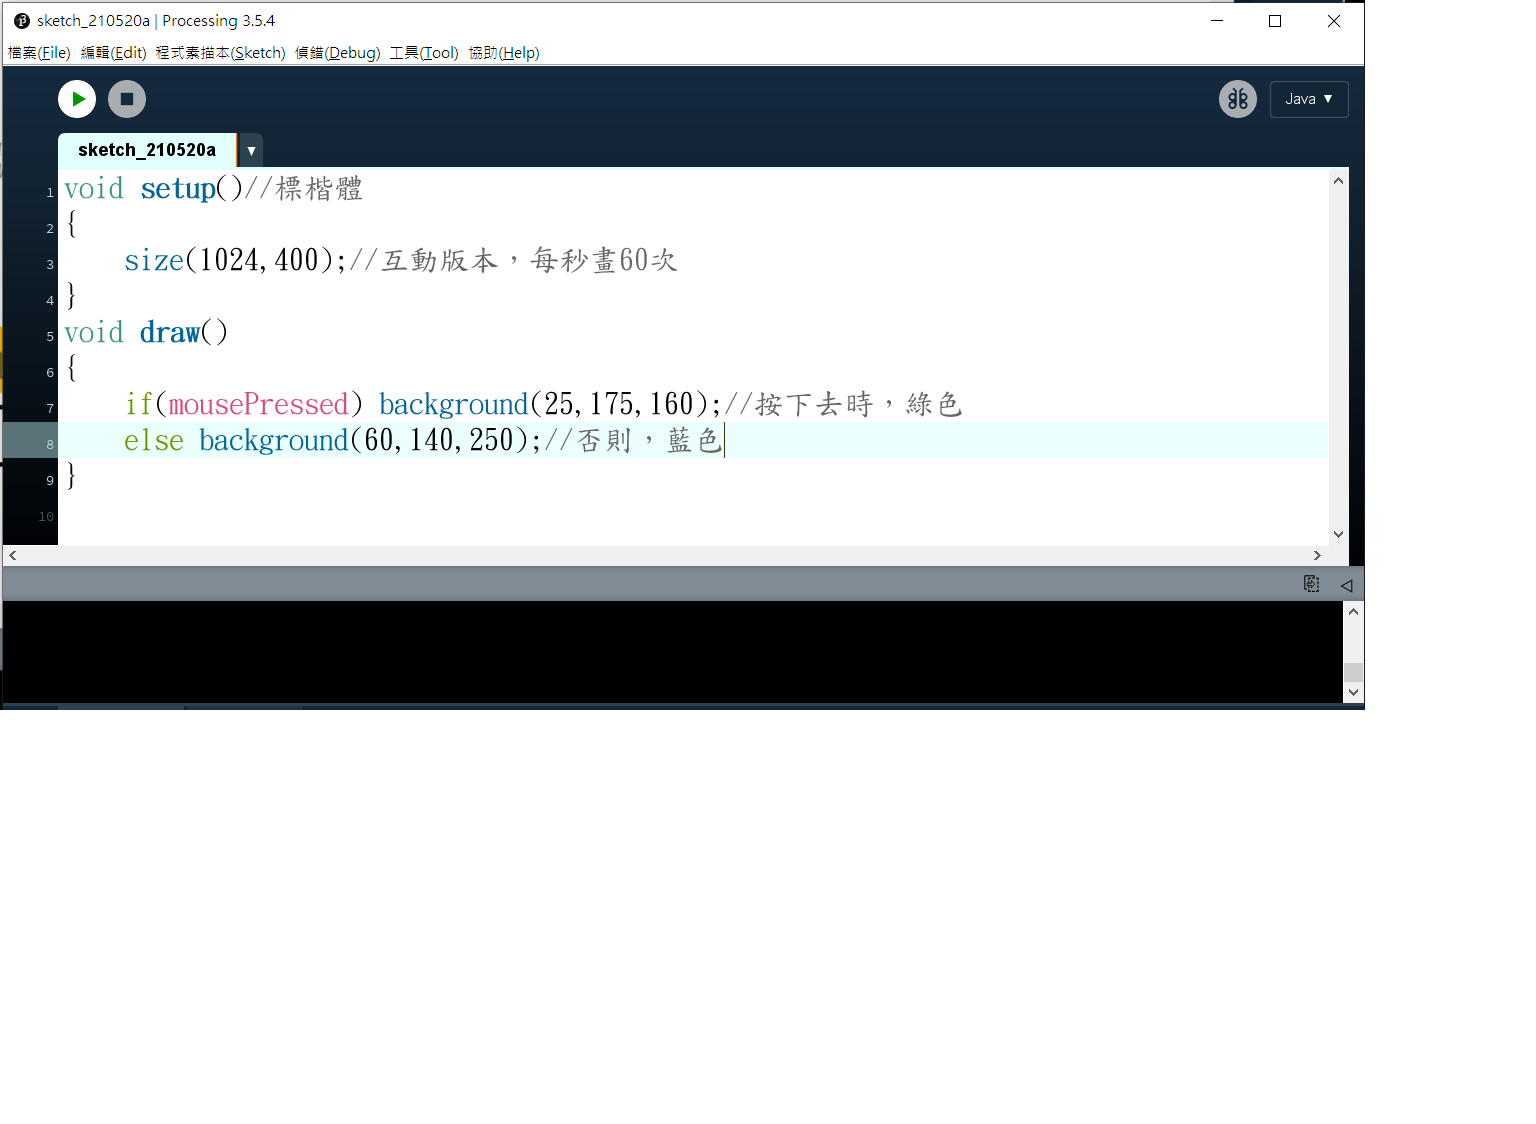 sketch_210520a | Processing 3.5.4
檔案(File) 編輯(Edit) 程式素描本(Sketch) 偵錯(Debug) 工具(Tool) 協助(Help)
Java ▼
sketch_210520a ▼
1 void setup()//標楷體
2 {
3     size(1024,400);//互動版本，每秒畫60次
4 }
5 void draw()
6 {
7     if(mousePressed) background(25,175,160);//按下去時，綠色
8     else background(60,140,250);//否則，藍色
9 }
10